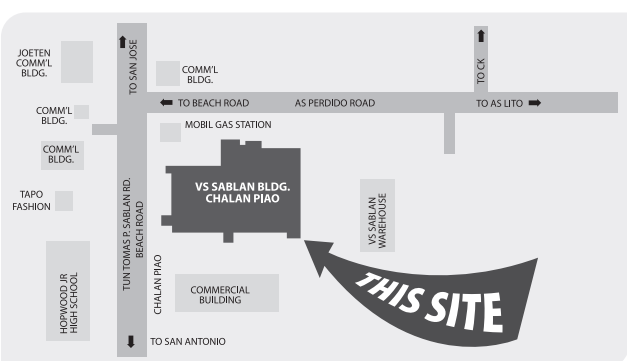 JOETEN
COMM'L
BLDG.
TO SAN JOSE
COMM'L
BLDG.
TO CK
TO BEACH ROAD
AS PERDIDO ROAD
TO AS LITO
COMM'L
BLDG.
MOBIL GAS STATION
COMM'L
BLDG.
VS SABLAN BLDG.
CHALAN PIAO
TAPO
FASHION
TUN TOMAS P. SABLAN RD.
BEACH ROAD
VS SABLAN
WAREHOUSE
HOPWOOD JR
HIGH SCHOOL
CHALAN PIAO
COMMERCIAL
BUILDING
THIS SITE
TO SAN ANTONIO